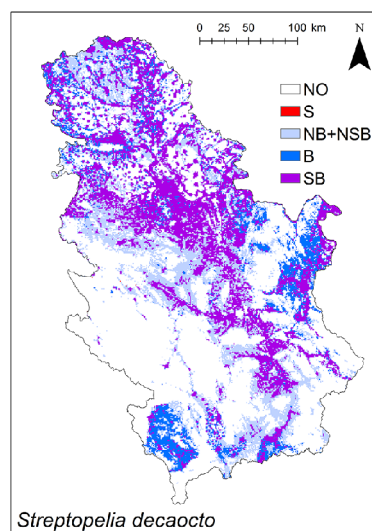 0 25 50 100 km
N
NO
S
NB+NSB
B
SB
Streptopelia decaocto